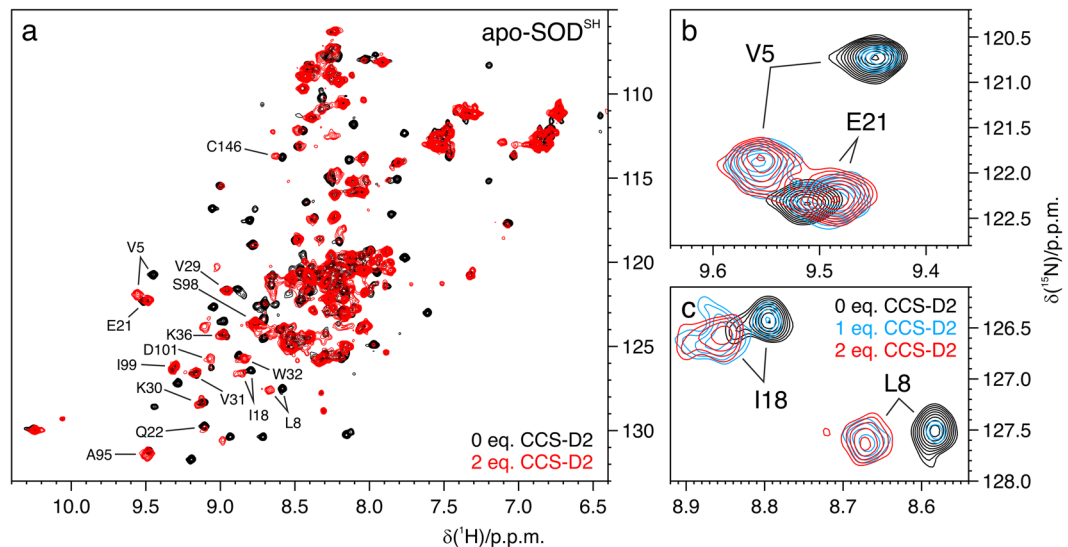 a
apo-SOD^SH
C146
V5
V29
S98
E21
K36
D101
I99
W32
V31
I18
L8
K30
Q22
A95
0 eq. CCS-D2
2 eq. CCS-D2
110
115
120
125
130
10.0 9.5 9.0 8.5 8.0 7.5 7.0 6.5
δ(¹H)/p.p.m.
b
V5
E21
120.5
121.0
121.5
122.0
122.5
9.6 9.5 9.4
δ(¹⁵N)/p.p.m.
c
0 eq. CCS-D2
1 eq. CCS-D2
2 eq. CCS-D2
I18
L8
126.5
127.0
127.5
128.0
8.9 8.8 8.7 8.6
δ(¹H)/p.p.m.